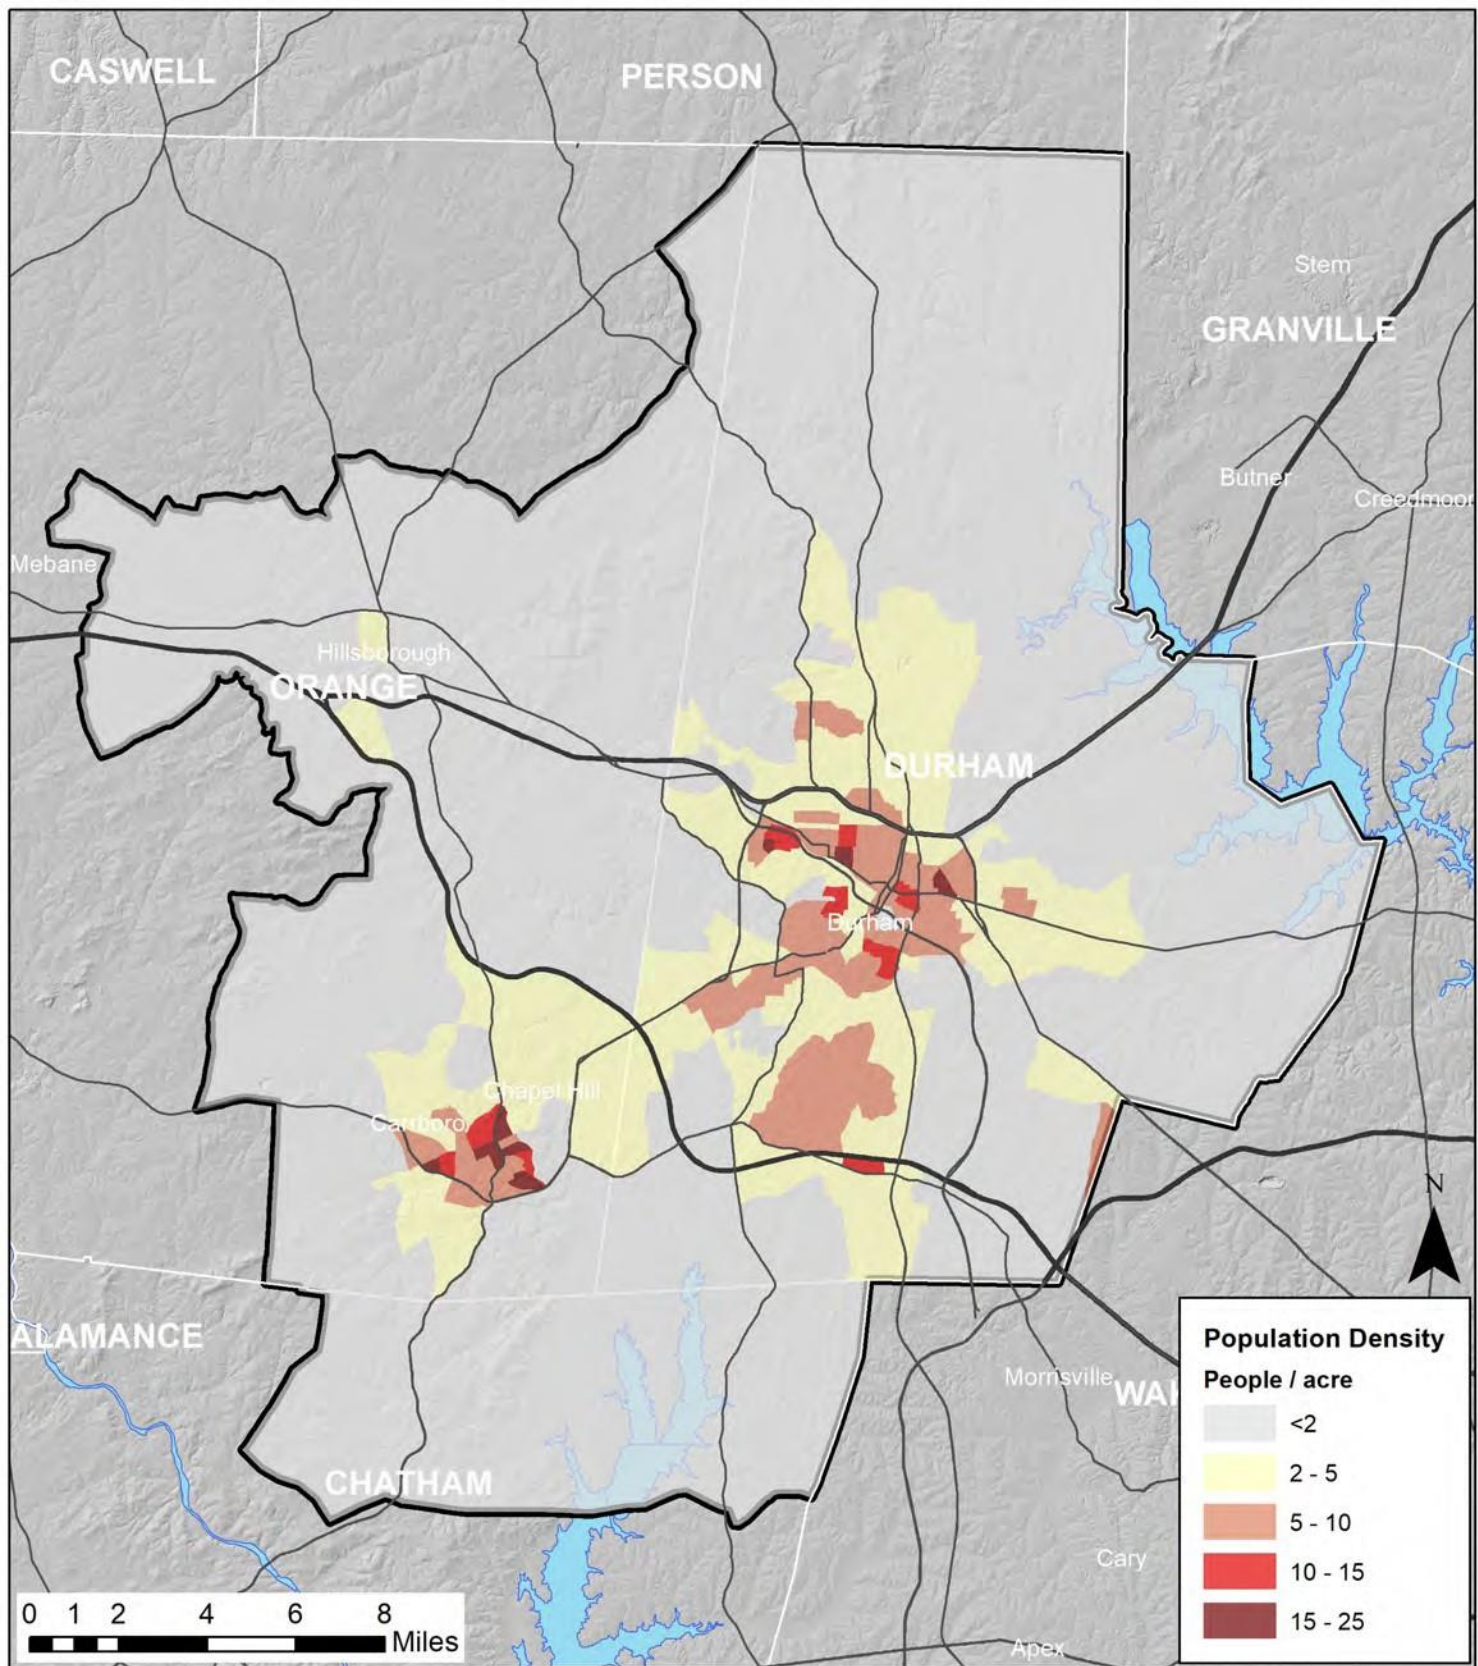 CASWELL
PERSON
Stem
GRANVILLE
Butner
Creedmoor
Mebane
Hillsborough
ORANGE
DURHAM
Durham
Chapel Hill
Carrboro
N
ALAMANCE
Morrisville
WAK
CHATHAM
Cary
Apex
Population Density
People / acre
<2
2 - 5
5 - 10
10 - 15
15 - 25
0 1 2 4 6 8
Miles